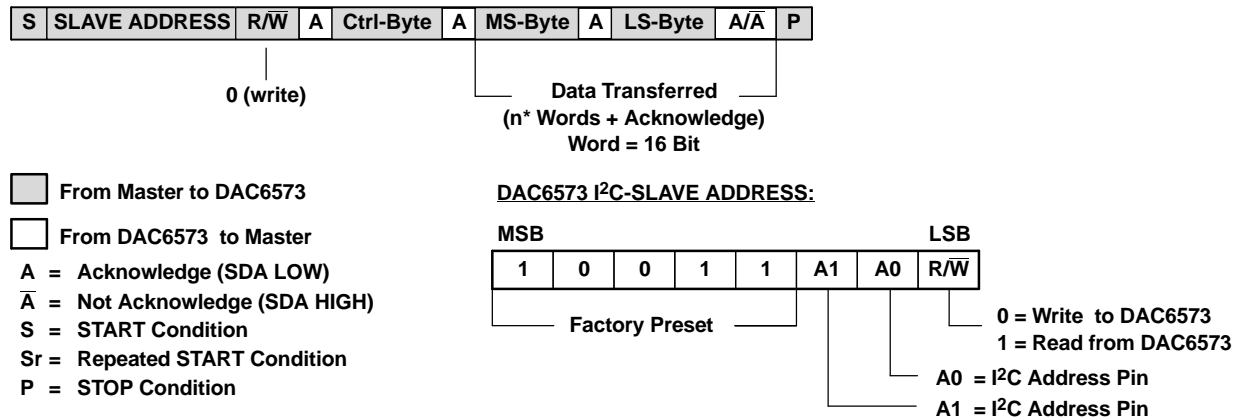 S SLAVE ADDRESS R/W̅ A Ctrl-Byte A MS-Byte A LS-Byte A/A̅ P
0 (write)
Data Transferred
(n* Words + Acknowledge)
Word = 16 Bit
From Master to DAC6573
From DAC6573 to Master
A = Acknowledge (SDA LOW)
A̅ = Not Acknowledge (SDA HIGH)
S = START Condition
Sr = Repeated START Condition
P = STOP Condition
DAC6573 I²C-SLAVE ADDRESS:
MSB LSB
1 0 0 1 1 A1 A0 R/W̅
Factory Preset
0 = Write to DAC6573
1 = Read from DAC6573
A0 = I²C Address Pin
A1 = I²C Address Pin